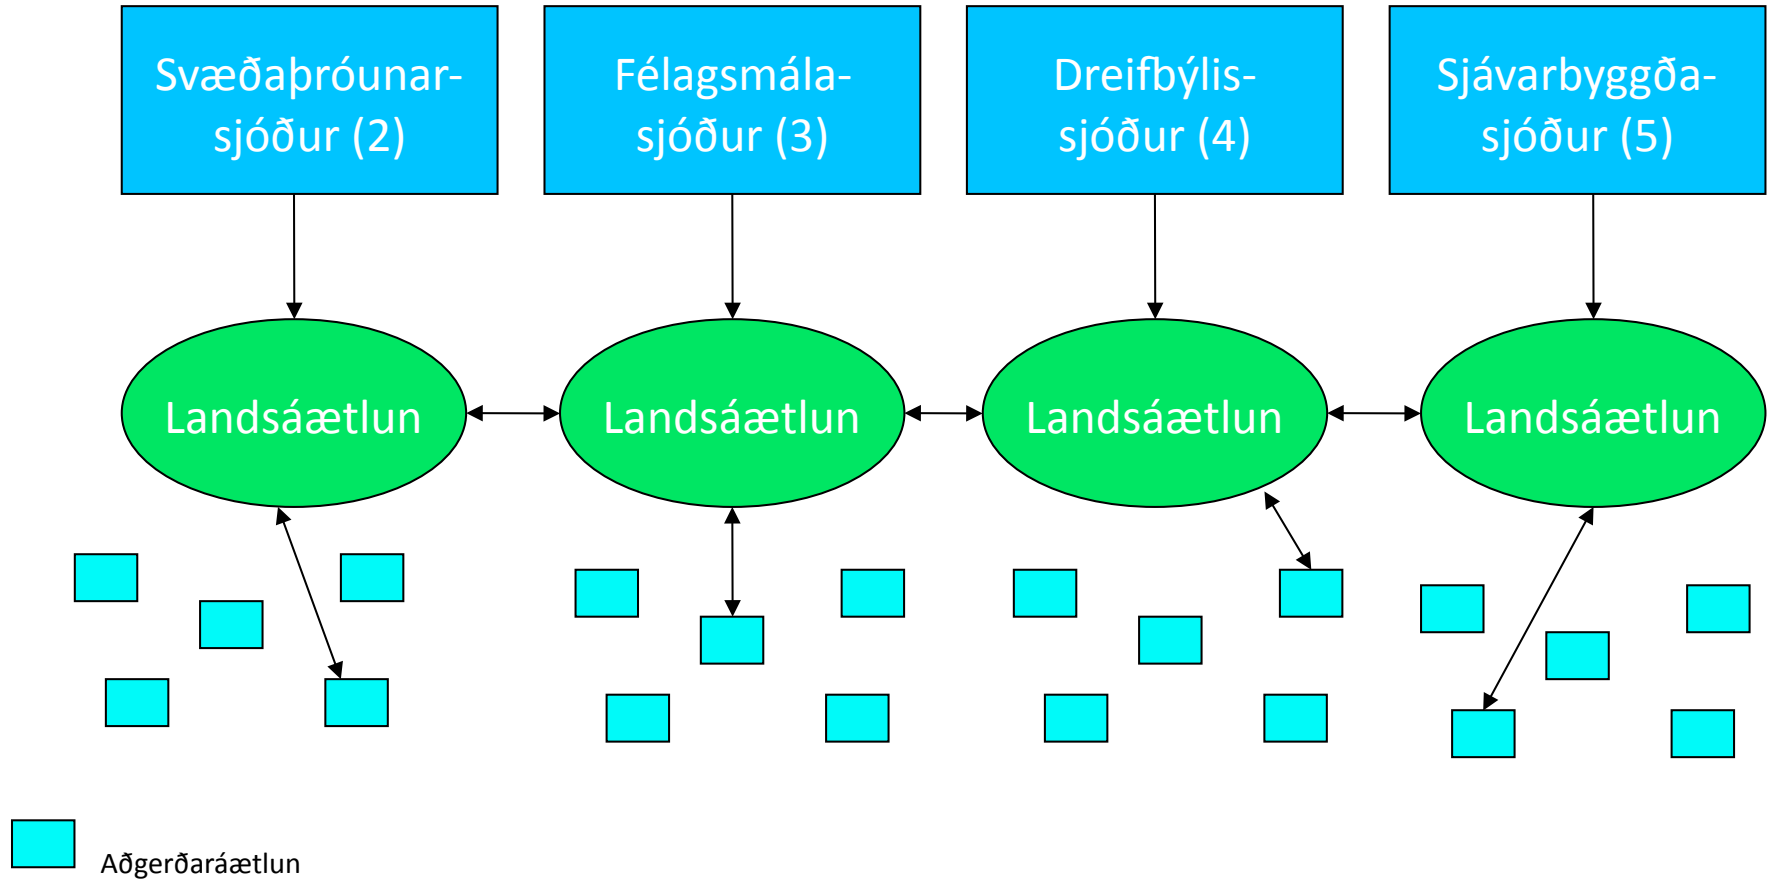 Svæðaþróunar-
sjóður (2)
Félagsmála-
sjóður (3)
Dreifbýlis-
sjóður (4)
Sjávarbyggða-
sjóður (5)
Landsáætlun
Landsáætlun
Landsáætlun
Landsáætlun
Aðgerðaráætlun